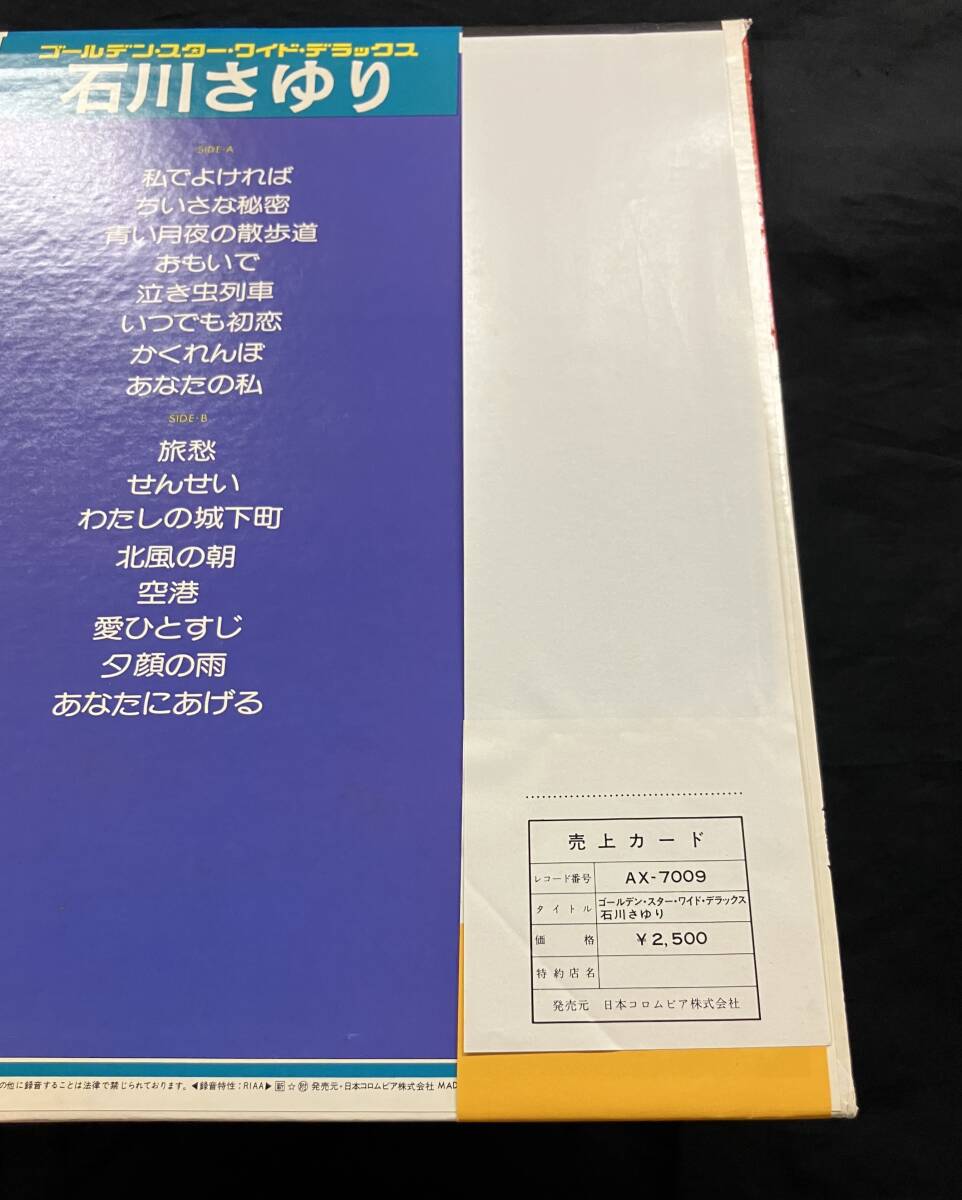 ゴールデン・スター・ワイド・デラックス
石川さゆり
SIDE・A
私でよければ
ちいさな秘密
青い月夜の散歩道
おもいで
泣き虫列車
いつでも初恋
かくれんぼ
あなたの私
SIDE・B
旅愁
せんせい
わたしの城下町
北風の朝
空港
愛ひとすじ
夕顔の雨
あなたにあげる
売上カード
レコード番号 AX-7009
タイトル ゴールデン・スター・ワイド・デラックス
石川さゆり
価格 ¥2,500
特約店名
発売元 日本コロムビア株式会社
の他に録音することは法律で禁じられております。◀録音特性：RIAA▶ 発売元・日本コロムビア株式会社 MAD